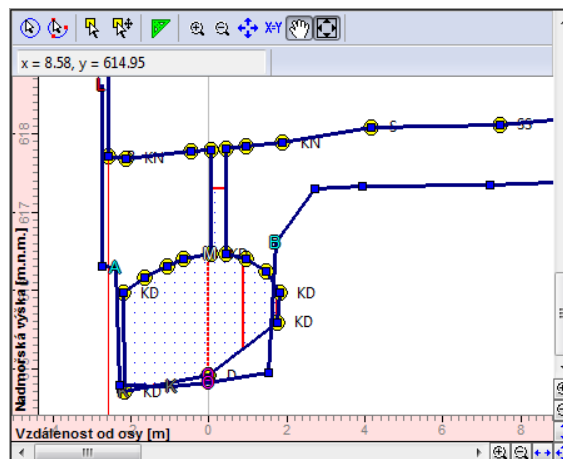 X=Y
x = 8.58, y = 614.95
L
618
KN
KN
S
SS
617
A
B
M
KD
KD
KD
KD
K
D
Nadmořská výška [m.n.m.]
-4
-2
0
2
4
6
8
Vzdálenost od osy [m]